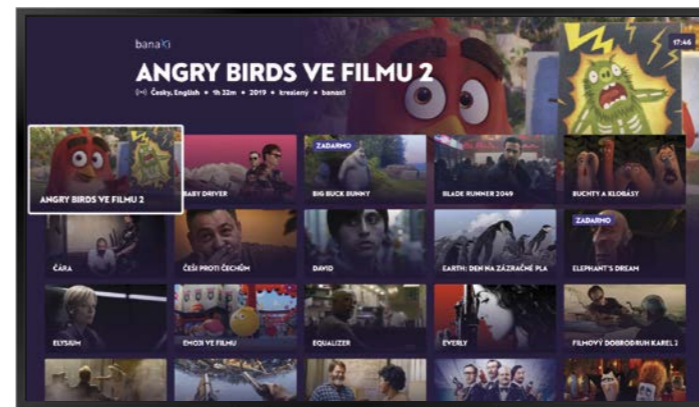 banaxi
17:46
ANGRY BIRDS VE FILMU 2
Česky, English • 1h 32m • 2019 • kreslený • banaxi
ANGRY BIRDS VE FILMU 2
BABY DRIVER
ZADARMO
BIG BUCK BUNNY
BLADE RUNNER 2049
BUCHTY A KLOBÁSY
ČÁRA
ČEŠI PROTI ČECHŮM
DAVID
EARTH: DEN NA ZÁZRAČNÉ PLA
ZADARMO
ELEPHANT'S DREAM
ELYSIUM
EMOJI VE FILMU
EQUALIZER
EVERLY
FILMOVÝ DOBRODRUH KAREL Z